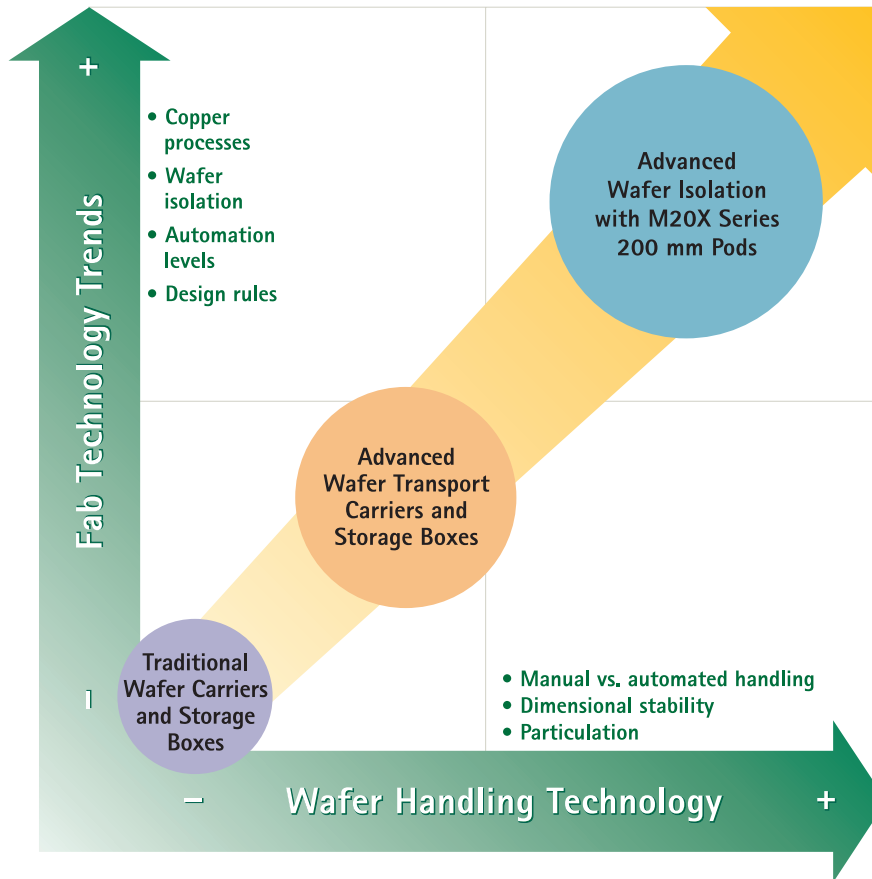 +
• Copper
processes
• Wafer
isolation
• Automation
levels
• Design rules
Fab Technology Trends
–
Advanced
Wafer Isolation
with M20X Series
200 mm Pods
Advanced
Wafer Transport
Carriers and
Storage Boxes
Traditional
Wafer Carriers
and Storage
Boxes
• Manual vs. automated handling
• Dimensional stability
• Particulation
–
Wafer Handling Technology
+